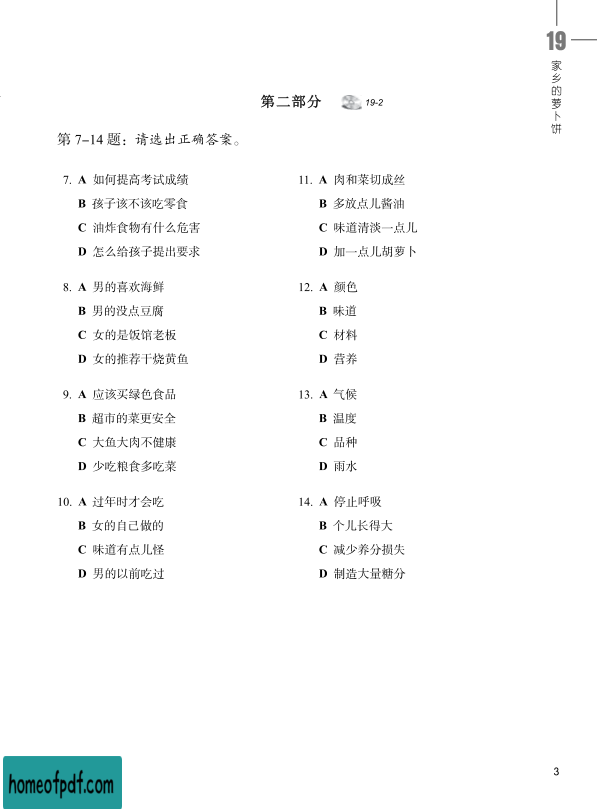 19
家乡的萝卜饼
第二部分 19-2
第 7–14 题：请选出正确答案。
7. A 如何提高考试成绩
B 孩子该不该吃零食
C 油炸食物有什么危害
D 怎么给孩子提出要求
8. A 男的喜欢海鲜
B 男的没点豆腐
C 女的是饭馆老板
D 女的推荐干烧黄鱼
9. A 应该买绿色食品
B 超市的菜更安全
C 大鱼大肉不健康
D 少吃粮食多吃菜
10. A 过年时才会吃
B 女的自己做的
C 味道有点儿怪
D 男的以前吃过
11. A 肉和菜切成丝
B 多放点儿酱油
C 味道清淡一点儿
D 加一点儿胡萝卜
12. A 颜色
B 味道
C 材料
D 营养
13. A 气候
B 温度
C 品种
D 雨水
14. A 停止呼吸
B 个儿长得大
C 减少养分损失
D 制造大量糖分
3
homeofpdf.com